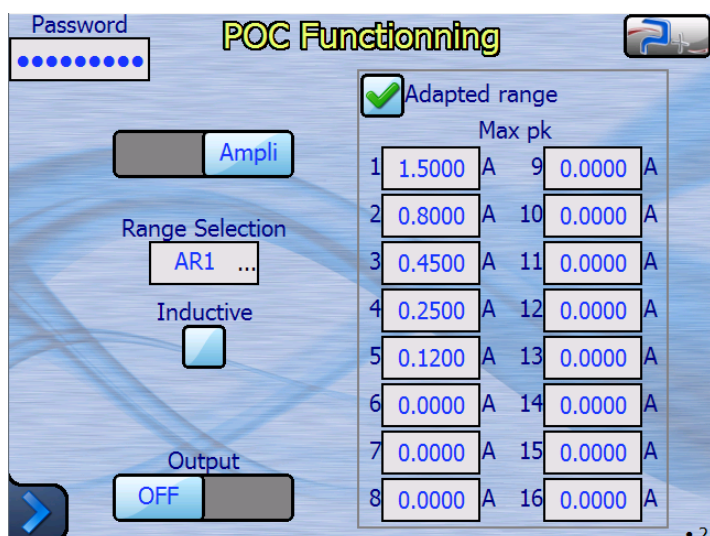 Password
●●●●●●●●●
POC Functionning
Adapted range
Max pk
Ampli
Range Selection
AR1 ...
Inductive
Output
OFF
1 1.5000 A 9 0.0000 A
2 0.8000 A 10 0.0000 A
3 0.4500 A 11 0.0000 A
4 0.2500 A 12 0.0000 A
5 0.1200 A 13 0.0000 A
6 0.0000 A 14 0.0000 A
7 0.0000 A 15 0.0000 A
8 0.0000 A 16 0.0000 A